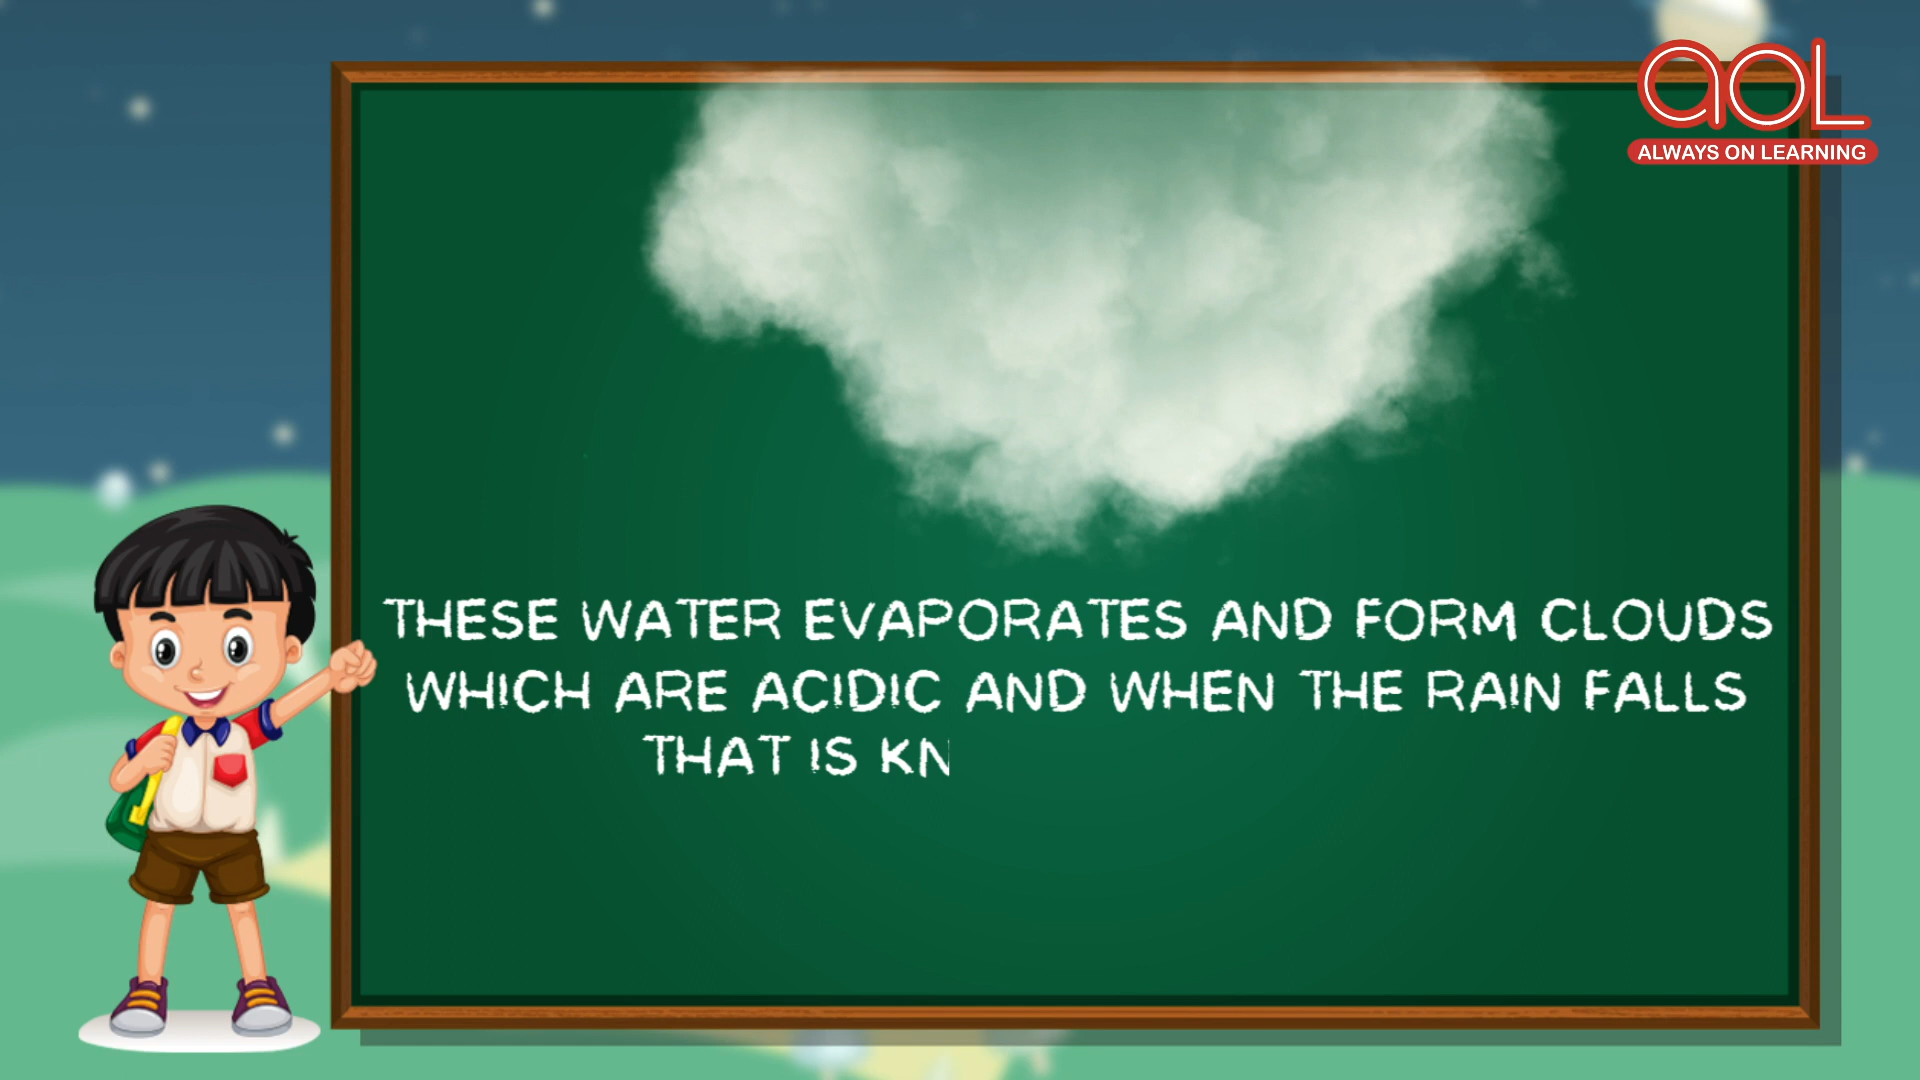 aOL
ALWAYS ON LEARNING
THESE WATER EVAPORATES AND FORM CLOUDS
WHICH ARE ACIDIC AND WHEN THE RAIN FALLS
THAT IS KN